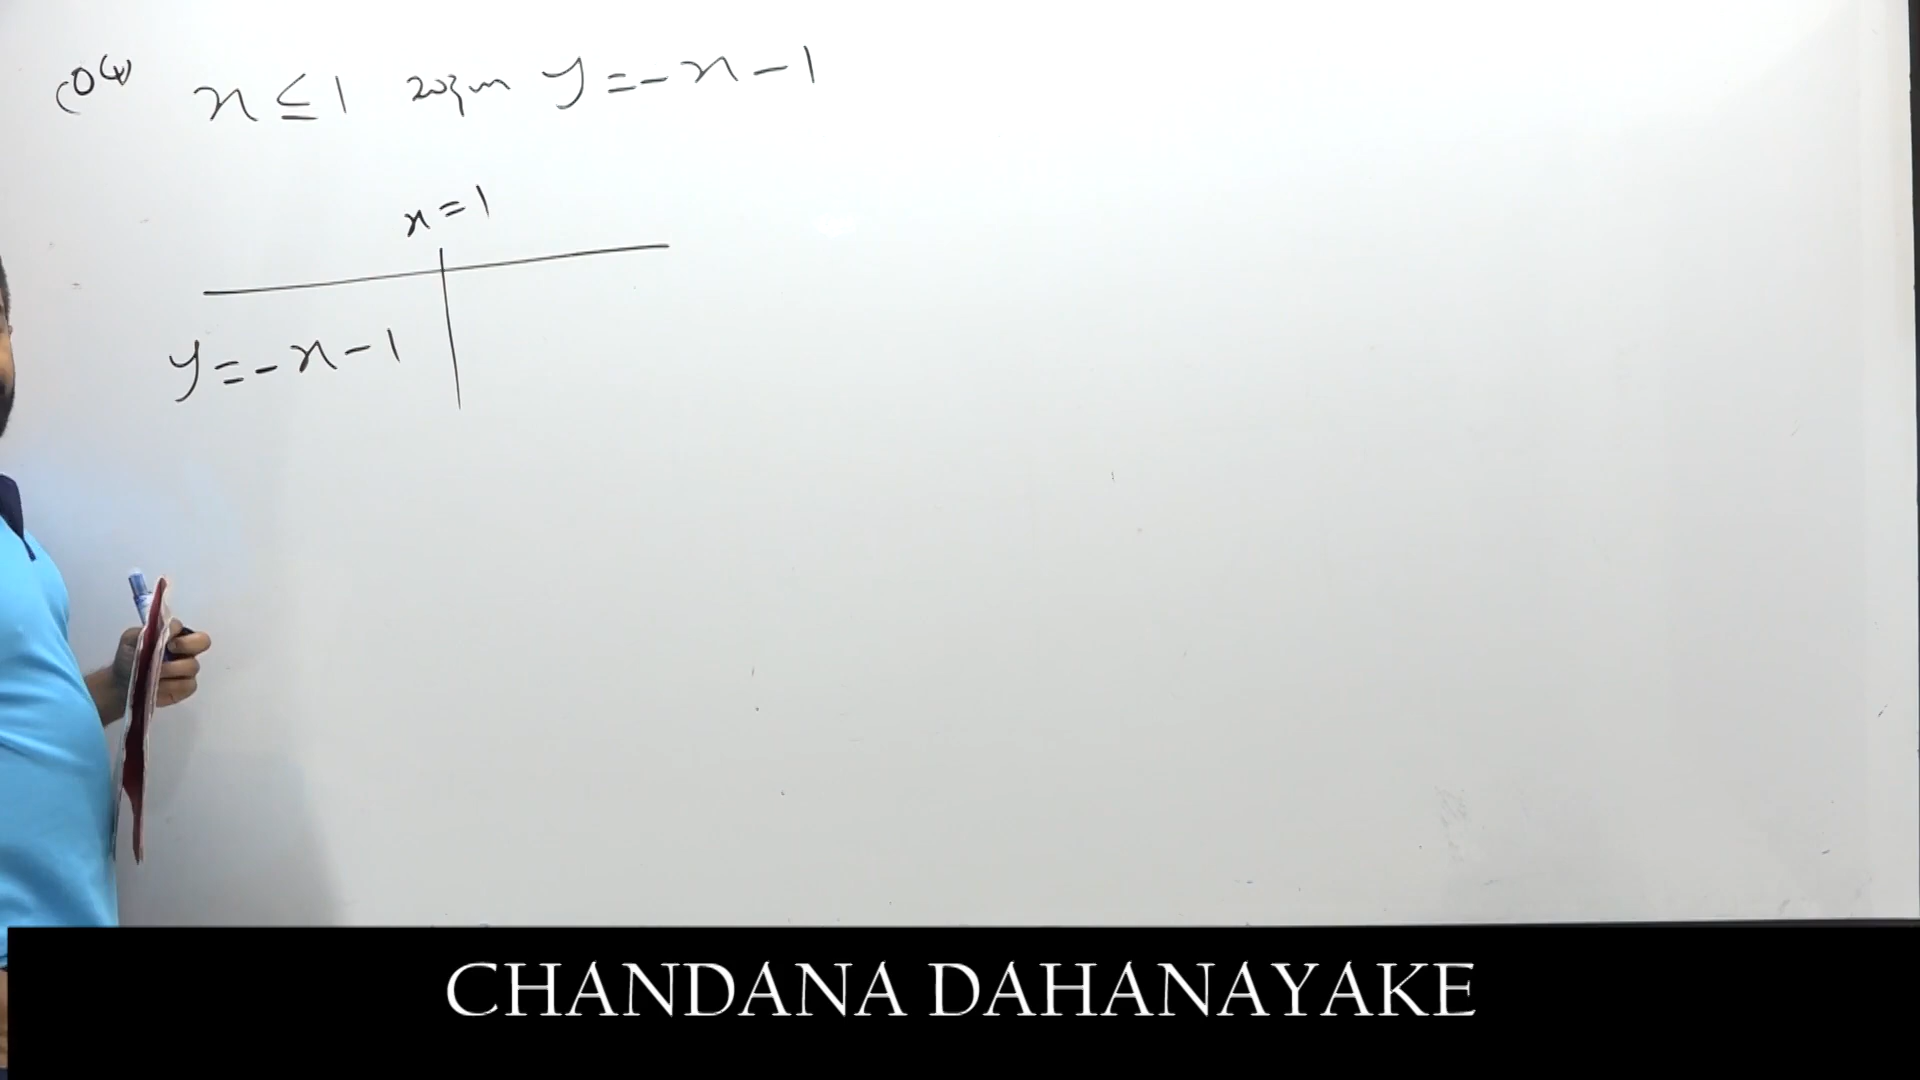 x ≤ 1 y = -x - 1
x = 1
y = -x - 1
CHANDANA DAHANAYAKE